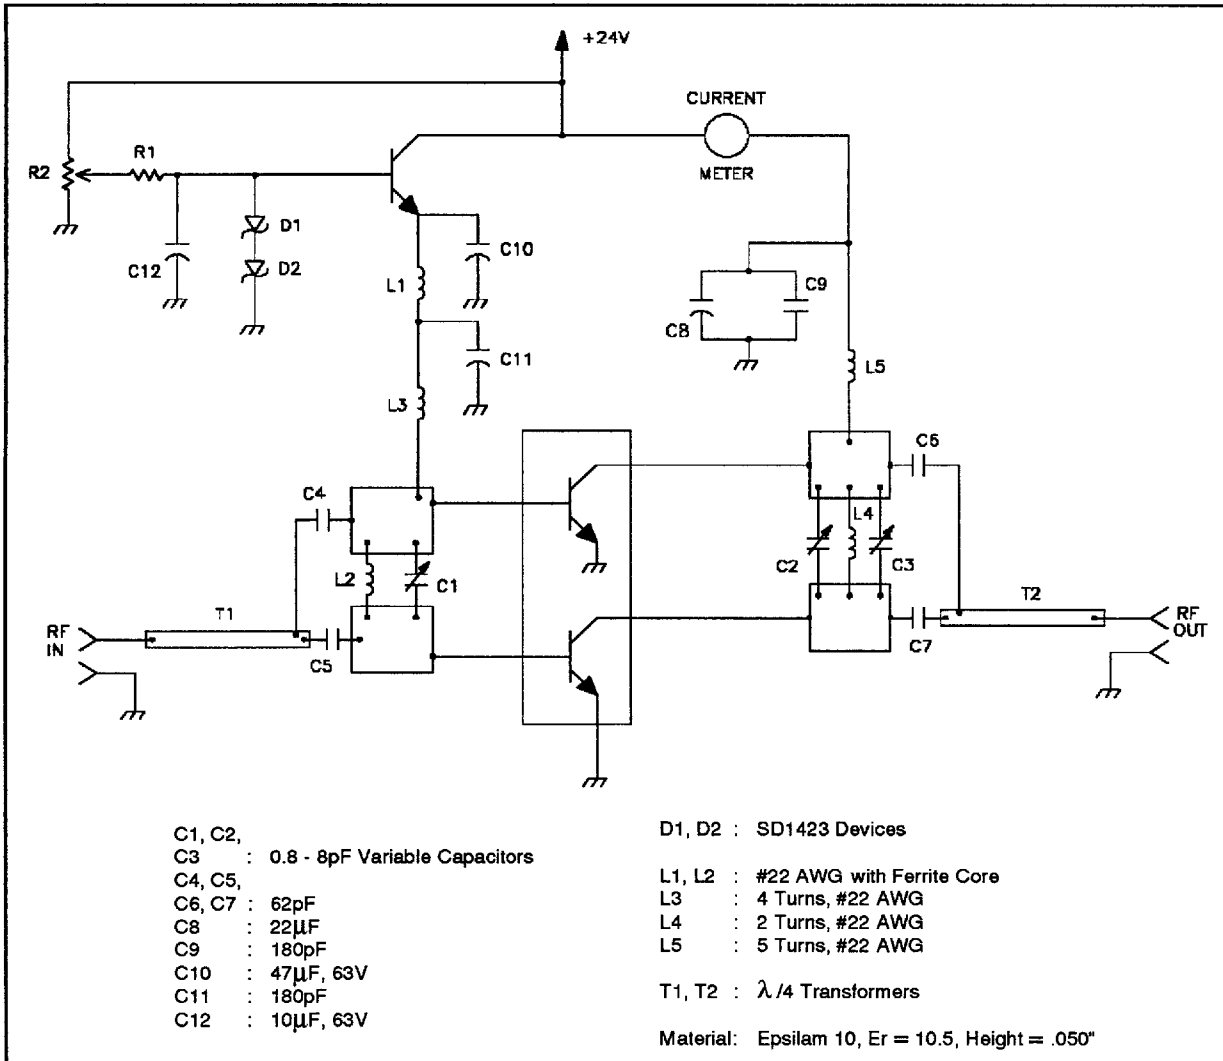 +24V
CURRENT
METER
R1
R2
D1
C10
C12
D2
L1
C9
C8
C11
L5
L3
C6
C4
L4
L2
C1
C2
C3
T1
T2
RF
IN
RF
OUT
C5
C7
C1, C2,
C3 : 0.8 - 8pF Variable Capacitors
C4, C5,
C6, C7 : 62pF
C8 : 22µF
C9 : 180pF
C10 : 47µF, 63V
C11 : 180pF
C12 : 10µF, 63V
D1, D2 : SD1423 Devices
L1, L2 : #22 AWG with Ferrite Core
L3 : 4 Turns, #22 AWG
L4 : 2 Turns, #22 AWG
L5 : 5 Turns, #22 AWG
T1, T2 : λ /4 Transformers
Material: Epsilam 10, Er = 10.5, Height = .050"